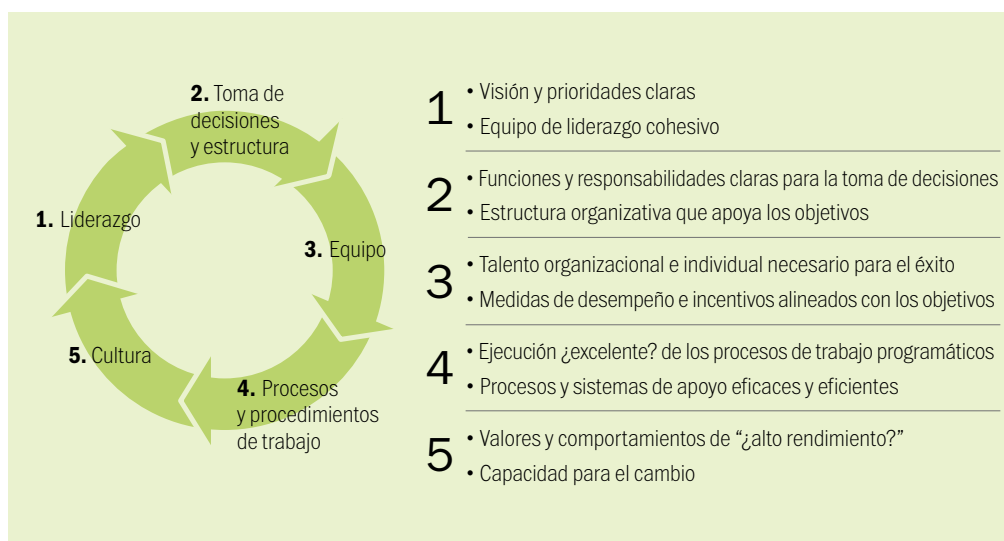 2. Toma de
decisiones
y estructura
1. Liderazgo
3. Equipo
5. Cultura
4. Procesos
y procedimientos
de trabajo
1
• Visión y prioridades claras
• Equipo de liderazgo cohesivo
2
• Funciones y responsabilidades claras para la toma de decisiones
• Estructura organizativa que apoya los objetivos
3
• Talento organizacional e individual necesario para el éxito
• Medidas de desempeño e incentivos alineados con los objetivos
4
• Ejecución ¿excelente? de los procesos de trabajo programáticos
• Procesos y sistemas de apoyo eficaces y eficientes
5
• Valores y comportamientos de “¿alto rendimiento?”
• Capacidad para el cambio